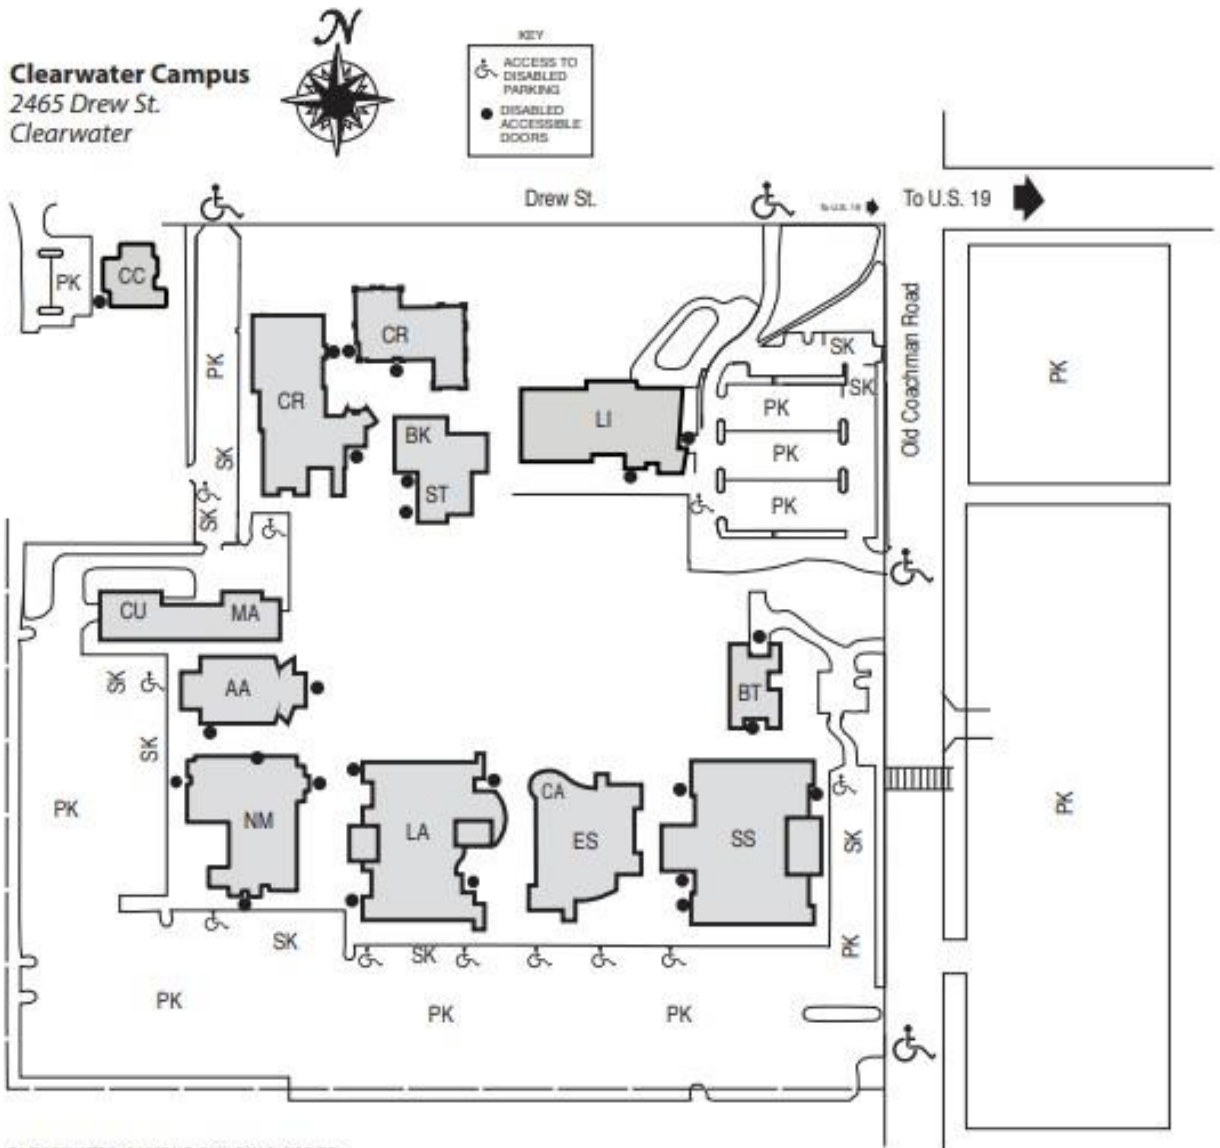 N
KEY
ACCESS TO
DISABLED
PARKING
DISABLED
ACCESSIBLE
DOORS
Clearwater Campus
2465 Drew St.
Clearwater
Drew St.
To U.S. 19
To U.S. 19
CC
PK
CR
CR
PK
SK
SK
BK
ST
LI
SK
SK
PK
PK
PK
Old Coachman Road
PK
CU
MA
SK
AA
SK
BT
PK
NM
LA
CA
ES
SS
SK
PK
SK
SK
PK
PK
PK
PK